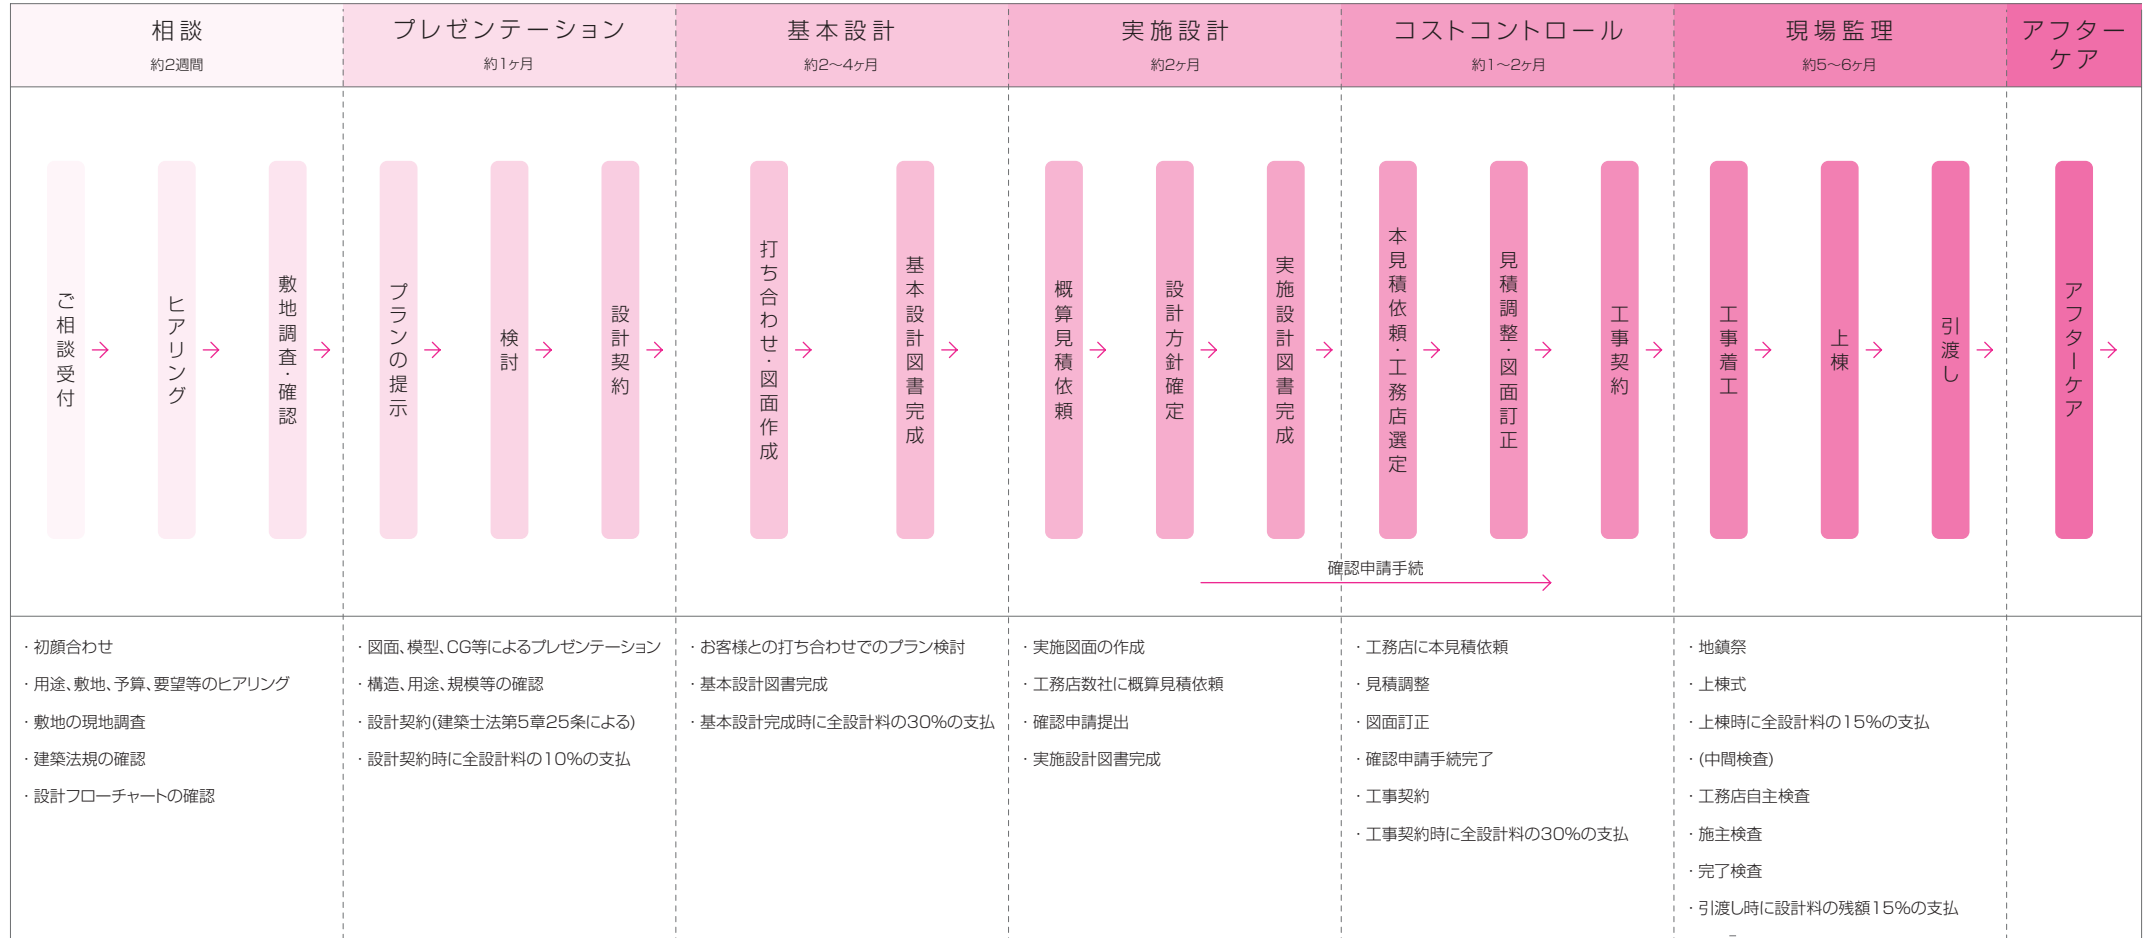 相談
約2週間
プレゼンテーション
約1ヶ月
基本設計
約2〜4ヶ月
実施設計
約2ヶ月
コストコントロール
約1〜2ヶ月
現場監理
約5〜6ヶ月
アフター
ケア
ご相談受付
ヒアリング
敷地調査・確認
プランの提示
検討
設計契約
打ち合わせ・図面作成
基本設計図書完成
概算見積依頼
設計方針確定
実施設計図書完成
本見積依頼・工務店選定
見積調整・図面訂正
工事契約
工事着工
上棟
引渡し
アフターケア
確認申請手続
・初顔合わせ
・用途、敷地、予算、要望等のヒアリング
・敷地の現地調査
・建築法規の確認
・設計フローチャートの確認
・図面、模型、CG等によるプレゼンテーション
・構造、用途、規模等の確認
・設計契約(建築士法第5章25条による)
・設計契約時に全設計料の10%の支払
・お客様との打ち合わせでのプラン検討
・基本設計図書完成
・基本設計完成時に全設計料の30%の支払
・実施図面の作成
・工務店数社に概算見積依頼
・確認申請提出
・実施設計図書完成
・工務店に本見積依頼
・見積調整
・図面訂正
・確認申請手続完了
・工事契約
・工事契約時に全設計料の30%の支払
・地鎮祭
・上棟式
・上棟時に全設計料の15%の支払
・(中間検査)
・工務店自主検査
・施主検査
・完了検査
・引渡し時に設計料の残額15%の支払